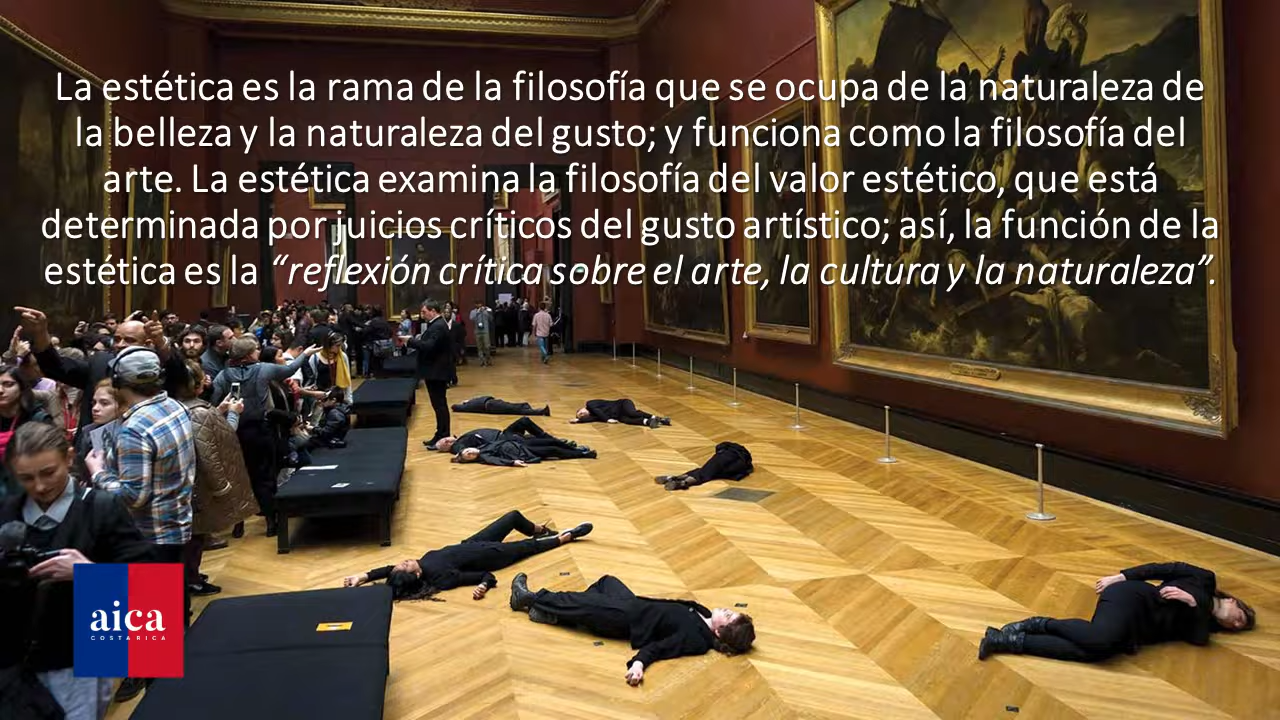 La estética es la rama de la filosofía que se ocupa de la naturaleza de
la belleza y la naturaleza del gusto; y funciona como la filosofía del
arte. La estética examina la filosofía del valor estético, que está
determinada por juicios críticos del gusto artístico; así, la función de la
estética es la “reflexión crítica sobre el arte, la cultura y la naturaleza”.
aica
COSTA RICA